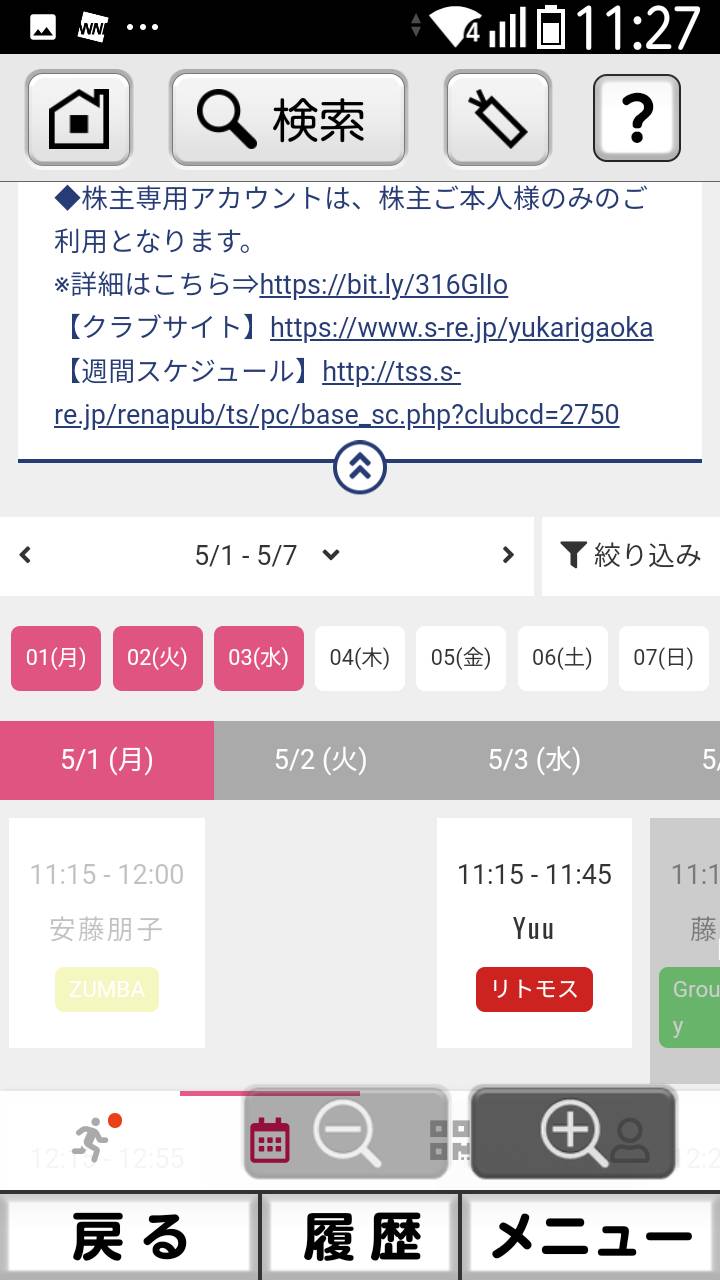 11:27
4
検索
?
◆株主専用アカウントは、株主ご本人様のみのご
利用となります。
※詳細はこちら⇒https://bit.ly/316GlIo
【クラブサイト】https://www.s-re.jp/yukarigaoka
【週間スケジュール】http://tss.s-
re.jp/renapub/ts/pc/base_sc.php?clubcd=2750
5/1 - 5/7
絞り込み
01(月) 02(火) 03(水) 04(木) 05(金) 06(土) 07(日)
5/1 (月) 5/2 (火) 5/3 (水) 5/
11:15 - 12:00 11:15 - 11:45 11:1
安藤朋子 Yuu 藤
ZUMBA リトモス Grou
y
12:15 - 12:55 12:2
戻る 履歴 メニュー